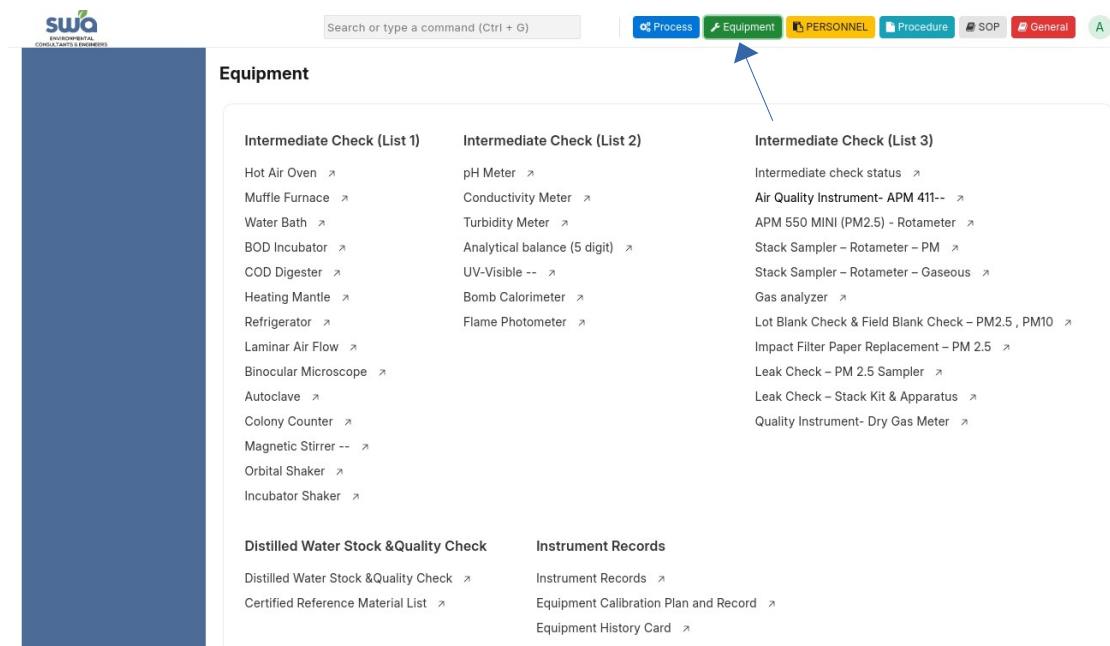 swa
ENVIRONMENTAL
CONSULTANTS & ENGINEERS
Search or type a command (Ctrl + G)
Process
Equipment
PERSONNEL
Procedure
SOP
General
A
Equipment
Intermediate Check (List 1)
Hot Air Oven
Muffle Furnace
Water Bath
BOD Incubator
COD Digester
Heating Mantle
Refrigerator
Laminar Air Flow
Binocular Microscope
Autoclave
Colony Counter
Magnetic Stirrer --
Orbital Shaker
Incubator Shaker
Intermediate Check (List 2)
pH Meter
Conductivity Meter
Turbidity Meter
Analytical balance (5 digit)
UV-Visible --
Bomb Calorimeter
Flame Photometer
Intermediate Check (List 3)
Intermediate check status
Air Quality Instrument- APM 411--
APM 550 MINI (PM2.5) - Rotameter
Stack Sampler – Rotameter – PM
Stack Sampler – Rotameter – Gaseous
Gas analyzer
Lot Blank Check & Field Blank Check – PM2.5 , PM10
Impact Filter Paper Replacement – PM 2.5
Leak Check – PM 2.5 Sampler
Leak Check – Stack Kit & Apparatus
Quality Instrument- Dry Gas Meter
Distilled Water Stock &Quality Check
Distilled Water Stock &Quality Check
Certified Reference Material List
Instrument Records
Instrument Records
Equipment Calibration Plan and Record
Equipment History Card